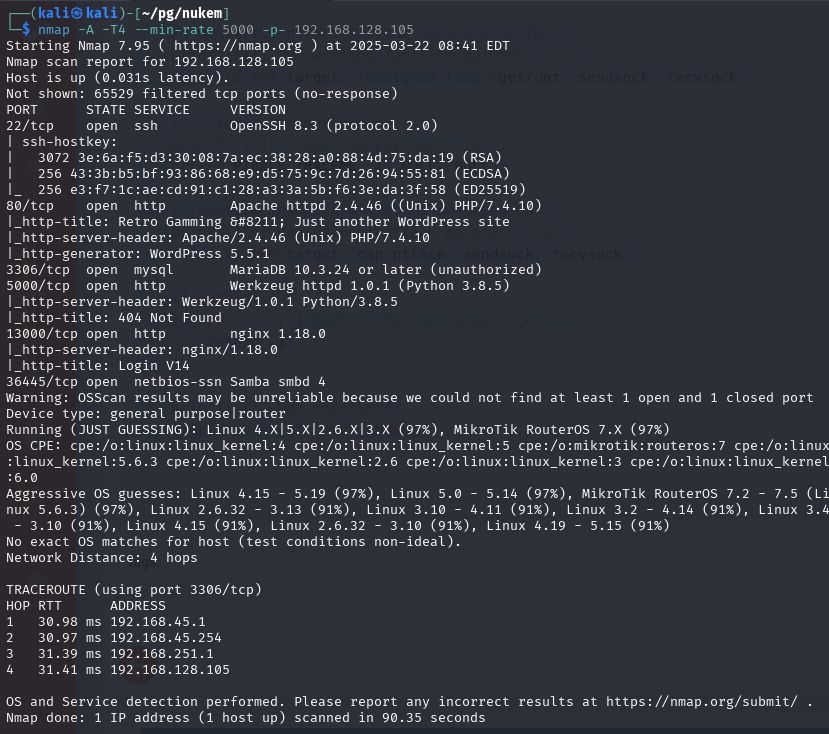 ┌──(kali㉿kali)-[~/pg/nukem]
└─$ nmap -A -T4 --min-rate 5000 -p- 192.168.128.105
Starting Nmap 7.95 ( https://nmap.org ) at 2025-03-22 08:41 EDT
Nmap scan report for 192.168.128.105
Host is up (0.031s latency).
Not shown: 65529 filtered tcp ports (no-response)
PORT      STATE SERVICE     VERSION
22/tcp    open  ssh         OpenSSH 8.3 (protocol 2.0)
| ssh-hostkey:
|   3072 3e:6a:f5:d3:30:08:7a:ec:38:28:a0:88:4d:75:da:19 (RSA)
|   256 43:3b:b5:bf:93:86:68:e9:d5:75:9c:7d:26:94:55:81 (ECDSA)
|_  256 e3:f7:1c:ae:cd:91:c1:28:a3:3a:5b:f6:3e:da:3f:58 (ED25519)
80/tcp    open  http        Apache httpd 2.4.46 ((Unix) PHP/7.4.10)
|_http-title: Retro Gamming &#8211; Just another WordPress site
|_http-server-header: Apache/2.4.46 (Unix) PHP/7.4.10
|_http-generator: WordPress 5.5.1
3306/tcp  open  mysql       MariaDB 10.3.24 or later (unauthorized)
5000/tcp  open  http        Werkzeug httpd 1.0.1 (Python 3.8.5)
|_http-server-header: Werkzeug/1.0.1 Python/3.8.5
|_http-title: 404 Not Found
13000/tcp open  http        nginx 1.18.0
|_http-server-header: nginx/1.18.0
|_http-title: Login V14
36445/tcp open  netbios-ssn Samba smbd 4
Warning: OSScan results may be unreliable because we could not find at least 1 open and 1 closed port
Device type: general purpose|router
Running (JUST GUESSING): Linux 4.X|5.X|2.6.X|3.X (97%), MikroTik RouterOS 7.X (97%)
OS CPE: cpe:/o:linux:linux_kernel:4 cpe:/o:linux:linux_kernel:5 cpe:/o:mikrotik:routeros:7 cpe:/o:linux
:linux_kernel:5.6.3 cpe:/o:linux:linux_kernel:2.6 cpe:/o:linux:linux_kernel:3 cpe:/o:linux:linux_kernel
:6.0
Aggressive OS guesses: Linux 4.15 - 5.19 (97%), Linux 5.0 - 5.14 (97%), MikroTik RouterOS 7.2 - 7.5 (Li
nux 5.6.3) (97%), Linux 2.6.32 - 3.13 (91%), Linux 3.10 - 4.11 (91%), Linux 3.2 - 4.14 (91%), Linux 3.4
 - 3.10 (91%), Linux 4.15 (91%), Linux 2.6.32 - 3.10 (91%), Linux 4.19 - 5.15 (91%)
No exact OS matches for host (test conditions non-ideal).
Network Distance: 4 hops

TRACEROUTE (using port 3306/tcp)
HOP RTT      ADDRESS
1   30.98 ms 192.168.45.1
2   30.97 ms 192.168.45.254
3   31.39 ms 192.168.251.1
4   31.41 ms 192.168.128.105

OS and Service detection performed. Please report any incorrect results at https://nmap.org/submit/ .
Nmap done: 1 IP address (1 host up) scanned in 90.35 seconds